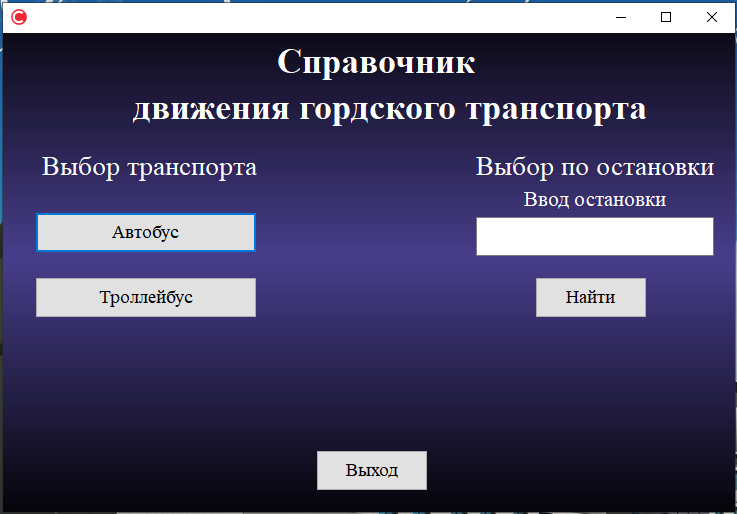 Справочник
движения гордского транспорта
Выбор транспорта
Автобус
Троллейбус
Выбор по остановки
Ввод остановки
Найти
Выход